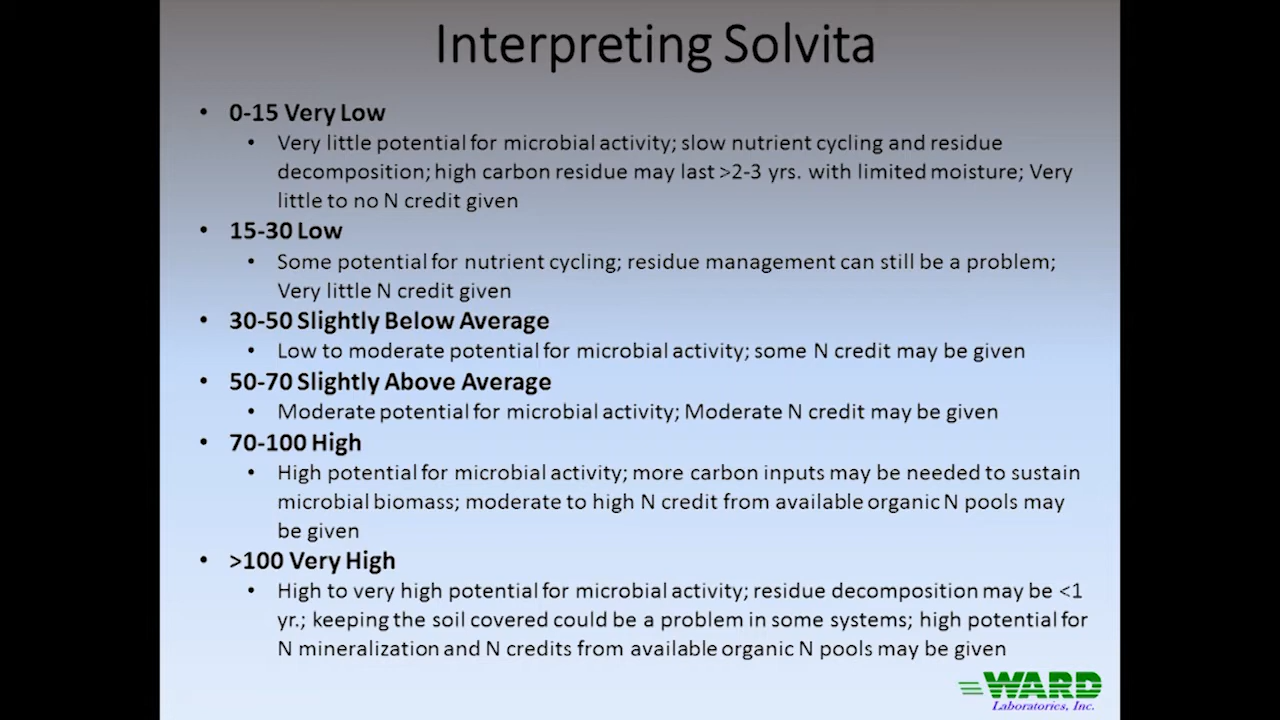 Interpreting Solvita
• 0-15 Very Low
• Very little potential for microbial activity; slow nutrient cycling and residue
decomposition; high carbon residue may last >2-3 yrs. with limited moisture; Very
little to no N credit given
• 15-30 Low
• Some potential for nutrient cycling; residue management can still be a problem;
Very little N credit given
• 30-50 Slightly Below Average
• Low to moderate potential for microbial activity; some N credit may be given
• 50-70 Slightly Above Average
• Moderate potential for microbial activity; Moderate N credit may be given
• 70-100 High
• High potential for microbial activity; more carbon inputs may be needed to sustain
microbial biomass; moderate to high N credit from available organic N pools may
be given
• >100 Very High
• High to very high potential for microbial activity; residue decomposition may be <1
yr.; keeping the soil covered could be a problem in some systems; high potential for
N mineralization and N credits from available organic N pools may be given
WARD
Laboratories, Inc.